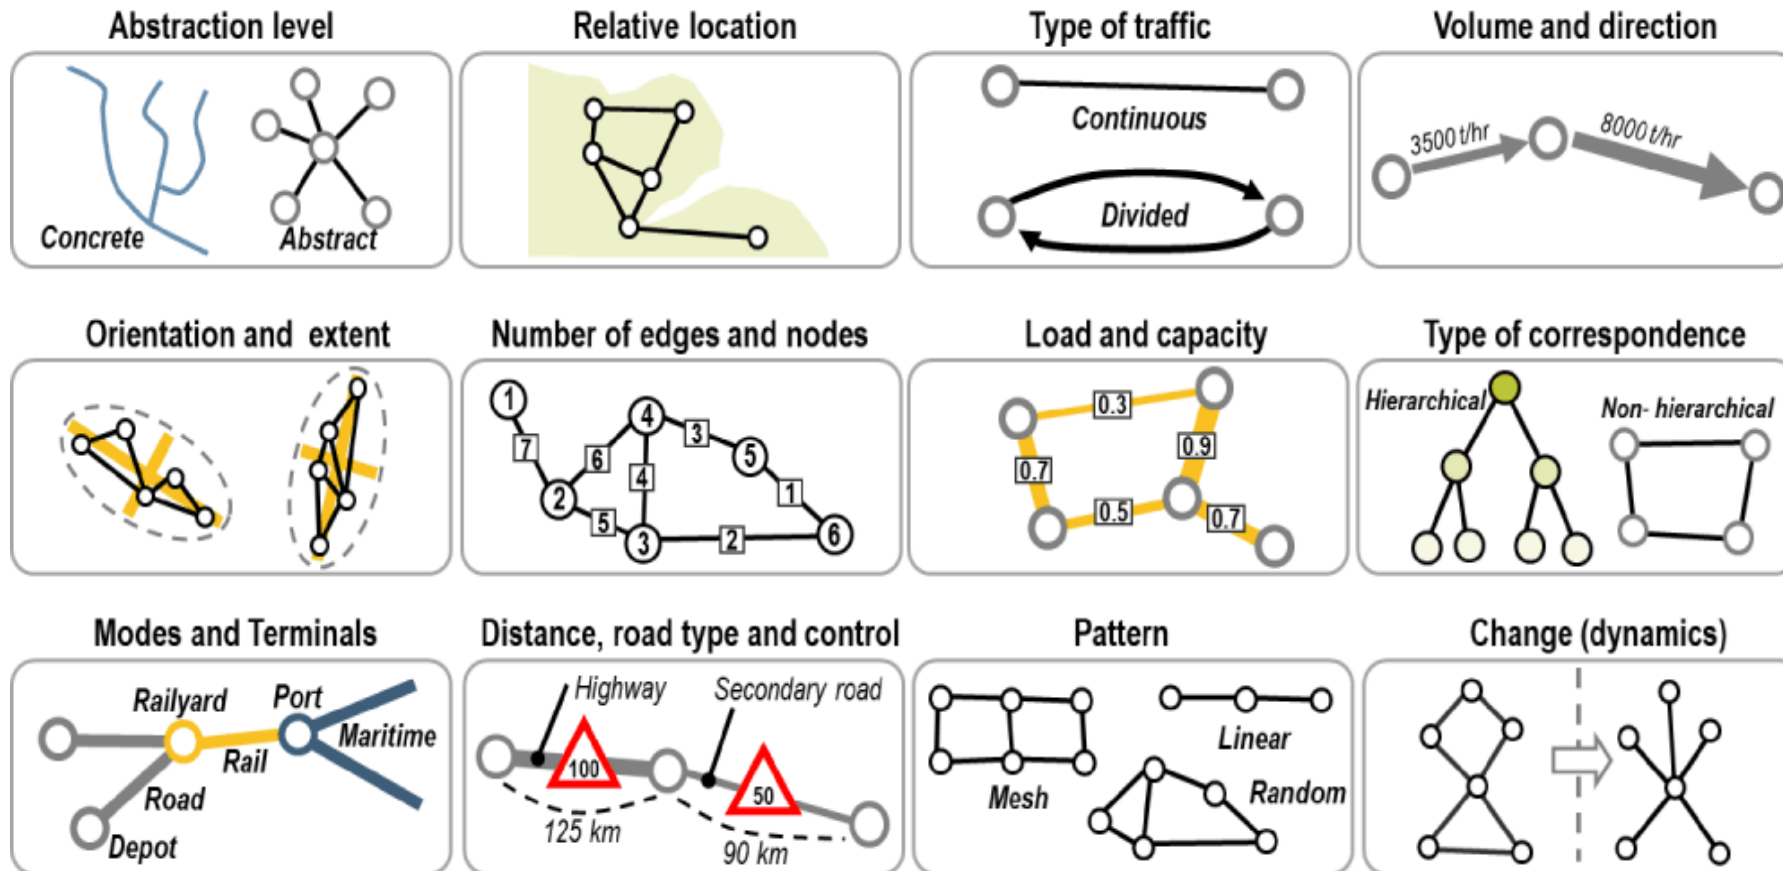 Abstraction level
Relative location
Type of traffic
Volume and direction
Concrete
Abstract
Continuous
Divided
3500 t/hr
8000 t/hr
Orientation and extent
Number of edges and nodes
Load and capacity
Type of correspondence
1
7
2
6
4
3
5
4
5
1
3
2
6
0.3
0.7
0.9
0.5
0.7
Hierarchical
Non- hierarchical
Modes and Terminals
Distance, road type and control
Pattern
Change (dynamics)
Railyard
Port
Maritime
Rail
Road
Depot
Highway
Secondary road
100
50
125 km
90 km
Mesh
Linear
Random